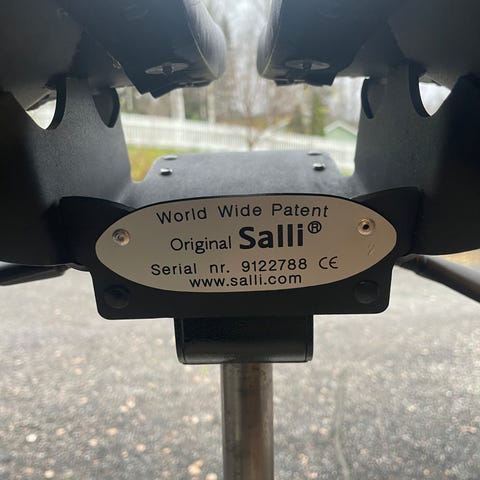 World Wide Patent
Original Salli®
Serial nr. 9122788 CE
www.salli.com